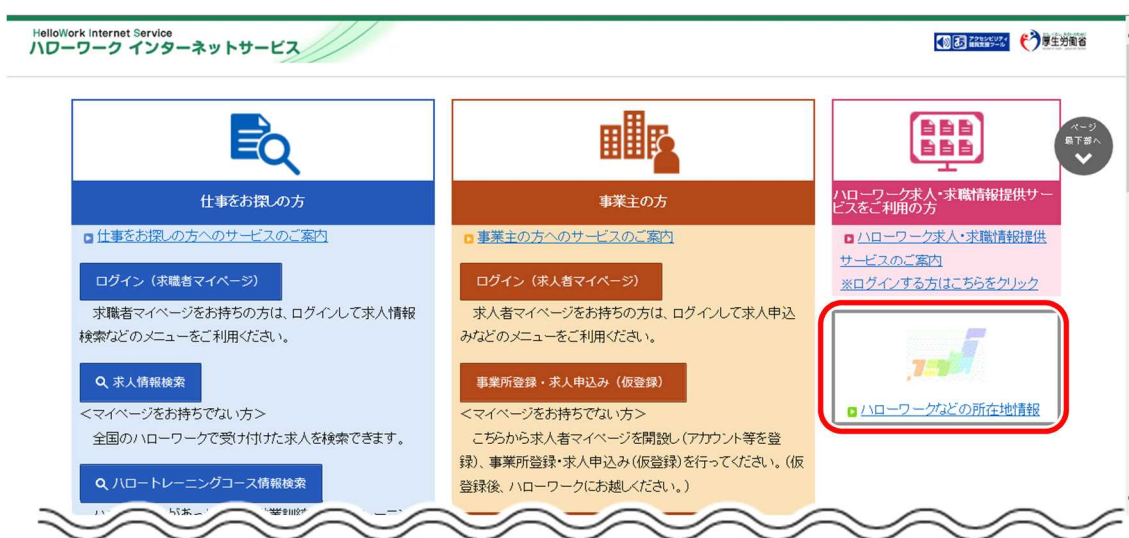 HelloWork Internet Service
ハローワーク インターネットサービス
アクセシビリティ
閲覧支援ツール
厚生労働省
ページ
最下部へ
仕事をお探しの方
仕事をお探しの方へのサービスのご案内
ログイン（求職者マイページ）
求職者マイページをお持ちの方は、ログインして求人情報
検索などのメニューをご利用ください。
求人情報検索
＜マイページをお持ちでない方＞
全国のハローワークで受け付けた求人を検索できます。
ハロートレーニングコース情報検索
事業主の方
事業主の方へのサービスのご案内
ログイン（求人者マイページ）
求人者マイページをお持ちの方は、ログインして求人申込
みなどのメニューをご利用ください。
事業所登録・求人申込み（仮登録）
＜マイページをお持ちでない方＞
こちらから求人者マイページを開設し（アカウント等を登
録）、事業所登録・求人申込み（仮登録）を行ってください。（仮
登録後、ハローワークにお越しください。）
ハローワーク求人・求職情報提供サー
ビスをご利用の方
ハローワーク求人・求職情報提供
サービスのご案内
※ログインする方はこちらをクリック
ハローワークなどの所在地情報